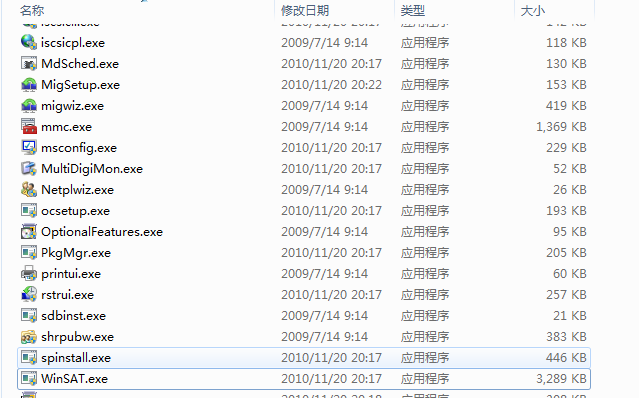 名称 修改日期 类型 大小
iscsicpl.exe 2009/7/14 9:14 应用程序 118 KB
MdSched.exe 2010/11/20 20:17 应用程序 130 KB
MigSetup.exe 2010/11/20 20:22 应用程序 153 KB
migwiz.exe 2009/7/14 9:14 应用程序 419 KB
mmc.exe 2009/7/14 9:14 应用程序 1,369 KB
msconfig.exe 2010/11/20 20:17 应用程序 229 KB
MultiDigiMon.exe 2010/11/20 20:17 应用程序 52 KB
Netplwiz.exe 2009/7/14 9:14 应用程序 26 KB
ocsetup.exe 2010/11/20 20:17 应用程序 193 KB
OptionalFeatures.exe 2009/7/14 9:14 应用程序 95 KB
PkgMgr.exe 2010/11/20 20:17 应用程序 205 KB
printui.exe 2009/7/14 9:14 应用程序 60 KB
rstrui.exe 2010/11/20 20:17 应用程序 257 KB
sdbinst.exe 2009/7/14 9:14 应用程序 21 KB
shrpubw.exe 2009/7/14 9:14 应用程序 383 KB
spinstall.exe 2010/11/20 20:17 应用程序 446 KB
WinSAT.exe 2010/11/20 20:17 应用程序 3,289 KB